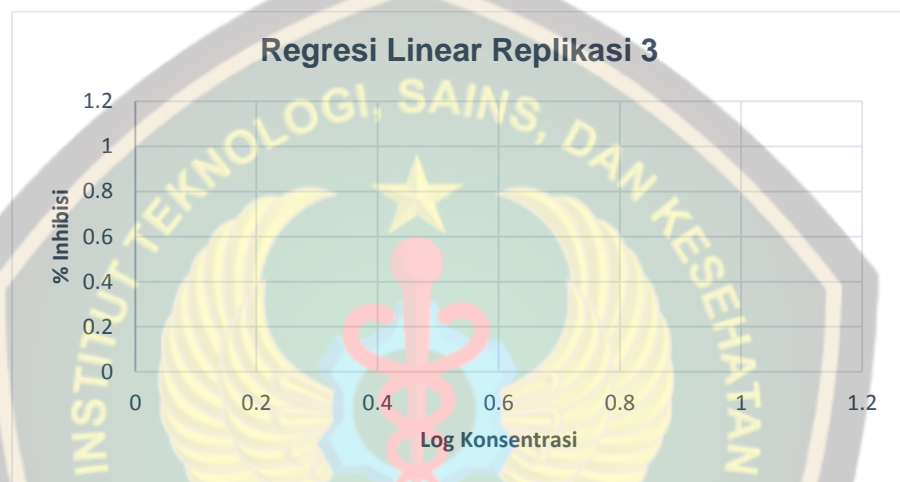 Regresi Linear Replikasi 3
1.2
1
0.8
0.6
0.4
0.2
0
% Inhibisi
0 0.2 0.4 0.6 0.8 1 1.2
Log Konsentrasi
INSTITUT TEKNOLOGI, SAINS, DAN KESEHATAN